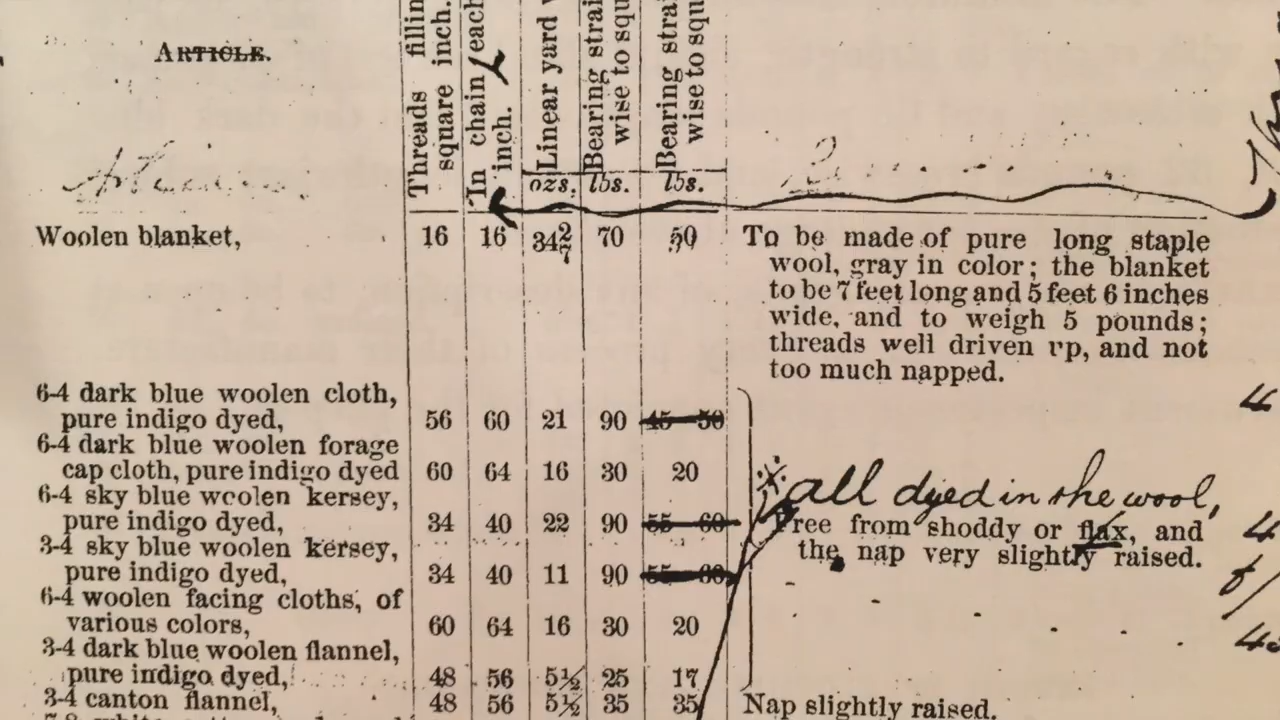 ARTICLE.
Threads filling
square inch.
In chain each
inch.
Linear yard
Bearing
wise to
Bearing
wise to
ozs. lbs. lbs.
Woolen blanket, 16 16 34 2/7 70 50 To be made of pure long staple
wool, gray in color; the blanket
to be 7 feet long and 5 feet 6 inches
wide, and to weigh 5 pounds;
threads well driven up, and not
too much napped.
6-4 dark blue woolen cloth,
pure indigo dyed, 56 60 21 90 45 50
6-4 dark blue woolen forage
cap cloth, pure indigo dyed 60 64 16 30 20
6-4 sky blue woolen kersey,
all dyed in the wool,
pure indigo dyed, 34 40 22 90 55 60 Free from shoddy or flax, and
3-4 sky blue woolen kersey, the nap very slightly raised.
pure indigo dyed, 34 40 11 90 55 60
6-4 woolen facing cloths, of
various colors, 60 64 16 30 20
3-4 dark blue woolen flannel,
pure indigo dyed, 48 56 5½ 25 17
3-4 canton flannel, 48 56 5½ 35 35 Nap slightly raised.